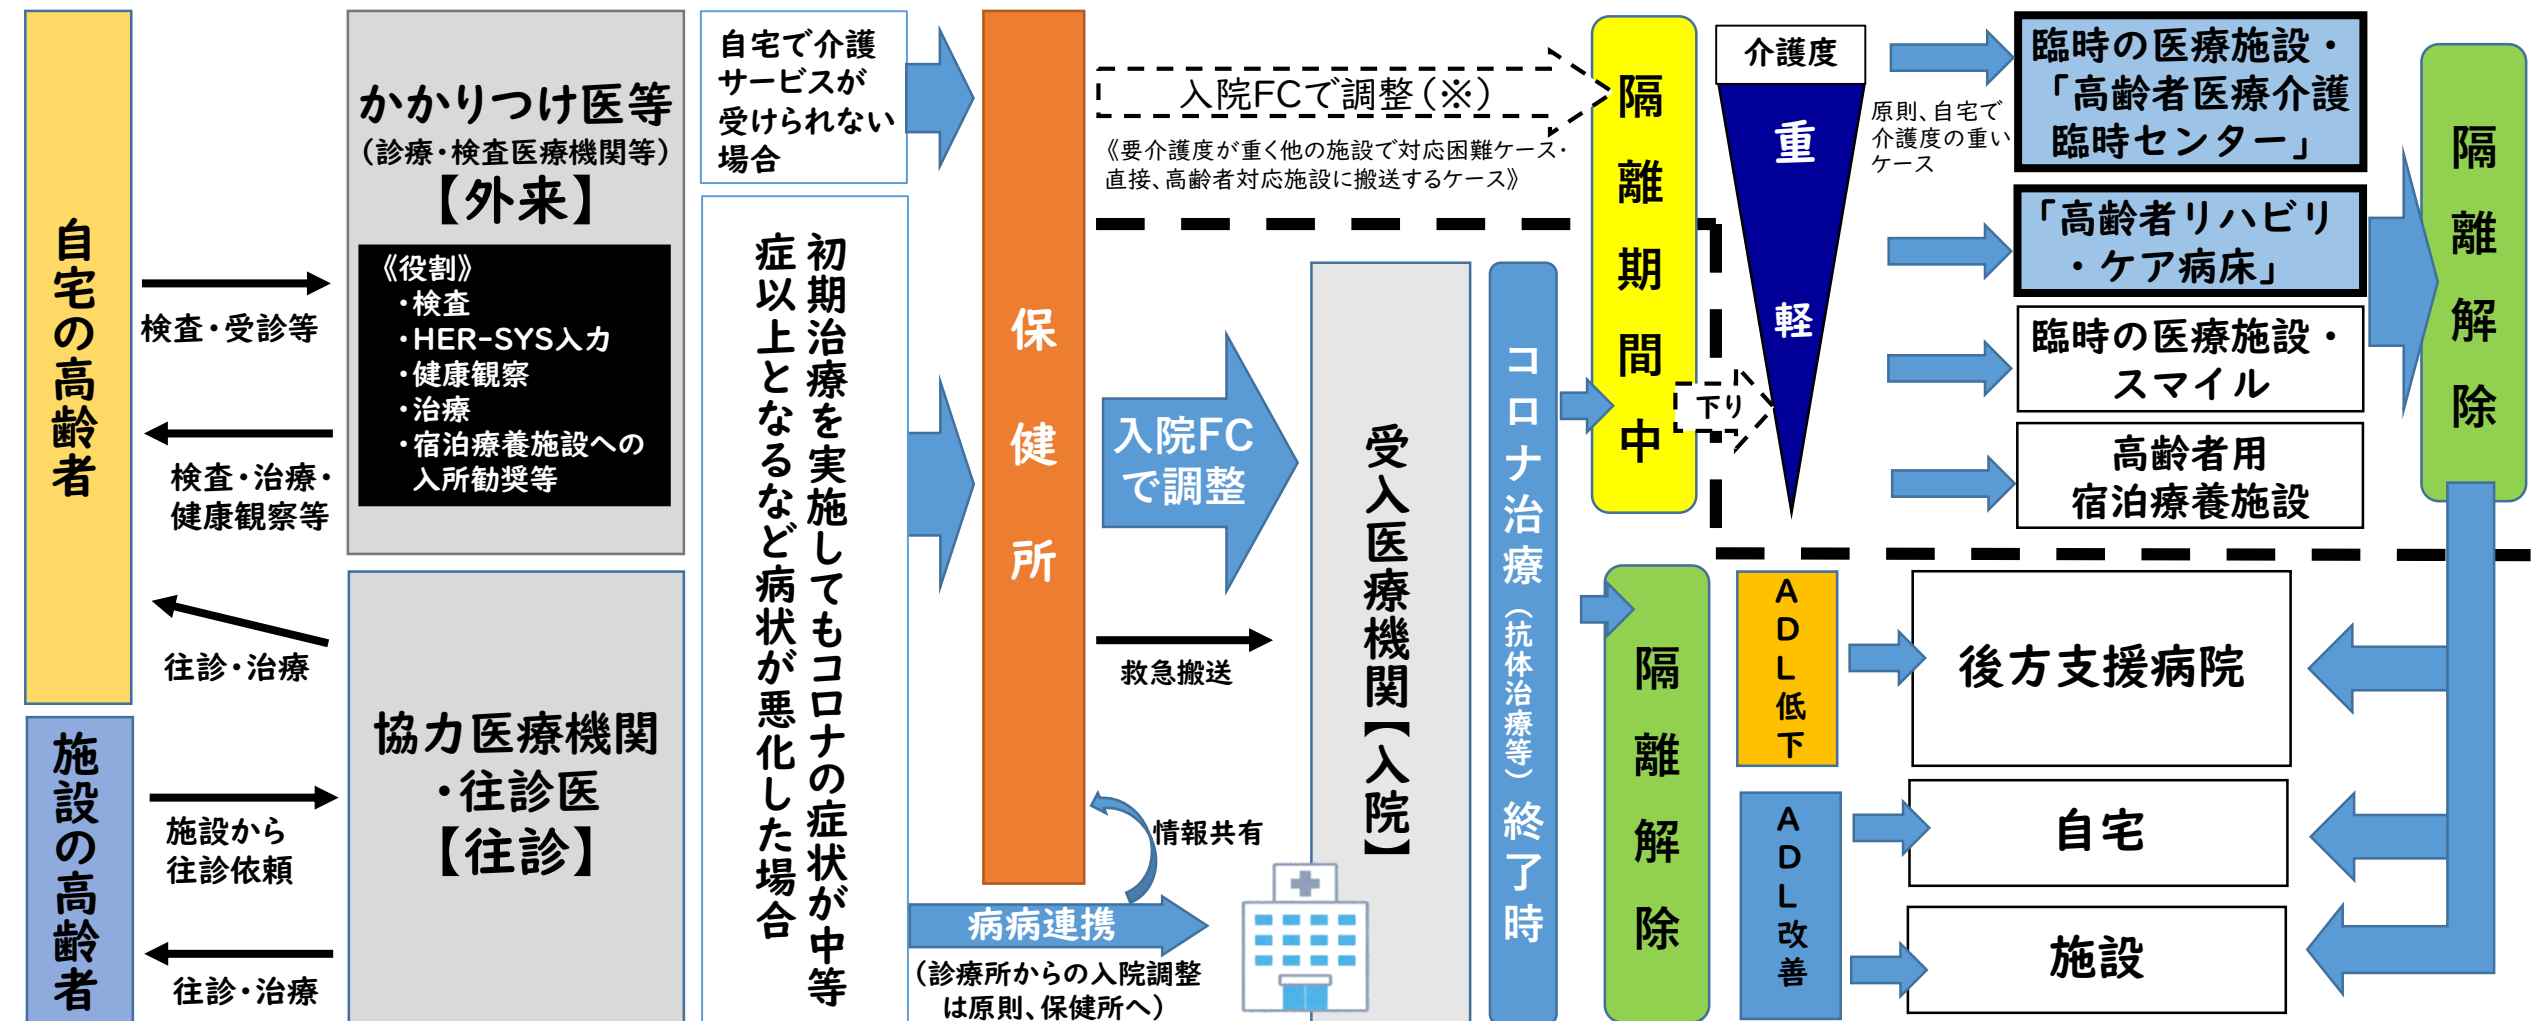 自宅の高齢者
施設の高齢者
検査・受診等
検査・治療・
健康観察等
往診・治療
施設から
往診依頼
往診・治療
かかりつけ医等
（診療・検査医療機関等）
【外来】
《役割》
・検査
・HER-SYS入力
・健康観察
・治療
・宿泊療養施設への
入所勧奨等
協力医療機関
・往診医
【往診】
自宅で介護
サービスが
受けられない
場合
初期治療を実施してもコロナの症状が中等
症以上となるなど病状が悪化した場合
保健所
入院FCで調整（※）
《要介護度が重く他の施設で対応困難ケース・
直接、高齢者対応施設に搬送するケース》
入院FC
で調整
救急搬送
情報共有
病病連携
（診療所からの入院調整
は原則、保健所へ）
受入医療機関【入院】
コロナ治療（抗体治療等）終了時
隔離期間中
下り
隔離解除
介護度
重
軽
原則、自宅で
介護度の重い
ケース
臨時の医療施設・
「高齢者医療介護
臨時センター」
「高齢者リハビリ
・ケア病床」
臨時の医療施設・
スマイル
高齢者用
宿泊療養施設
隔離解除
ADL低下
ADL改善
後方支援病院
自宅
施設